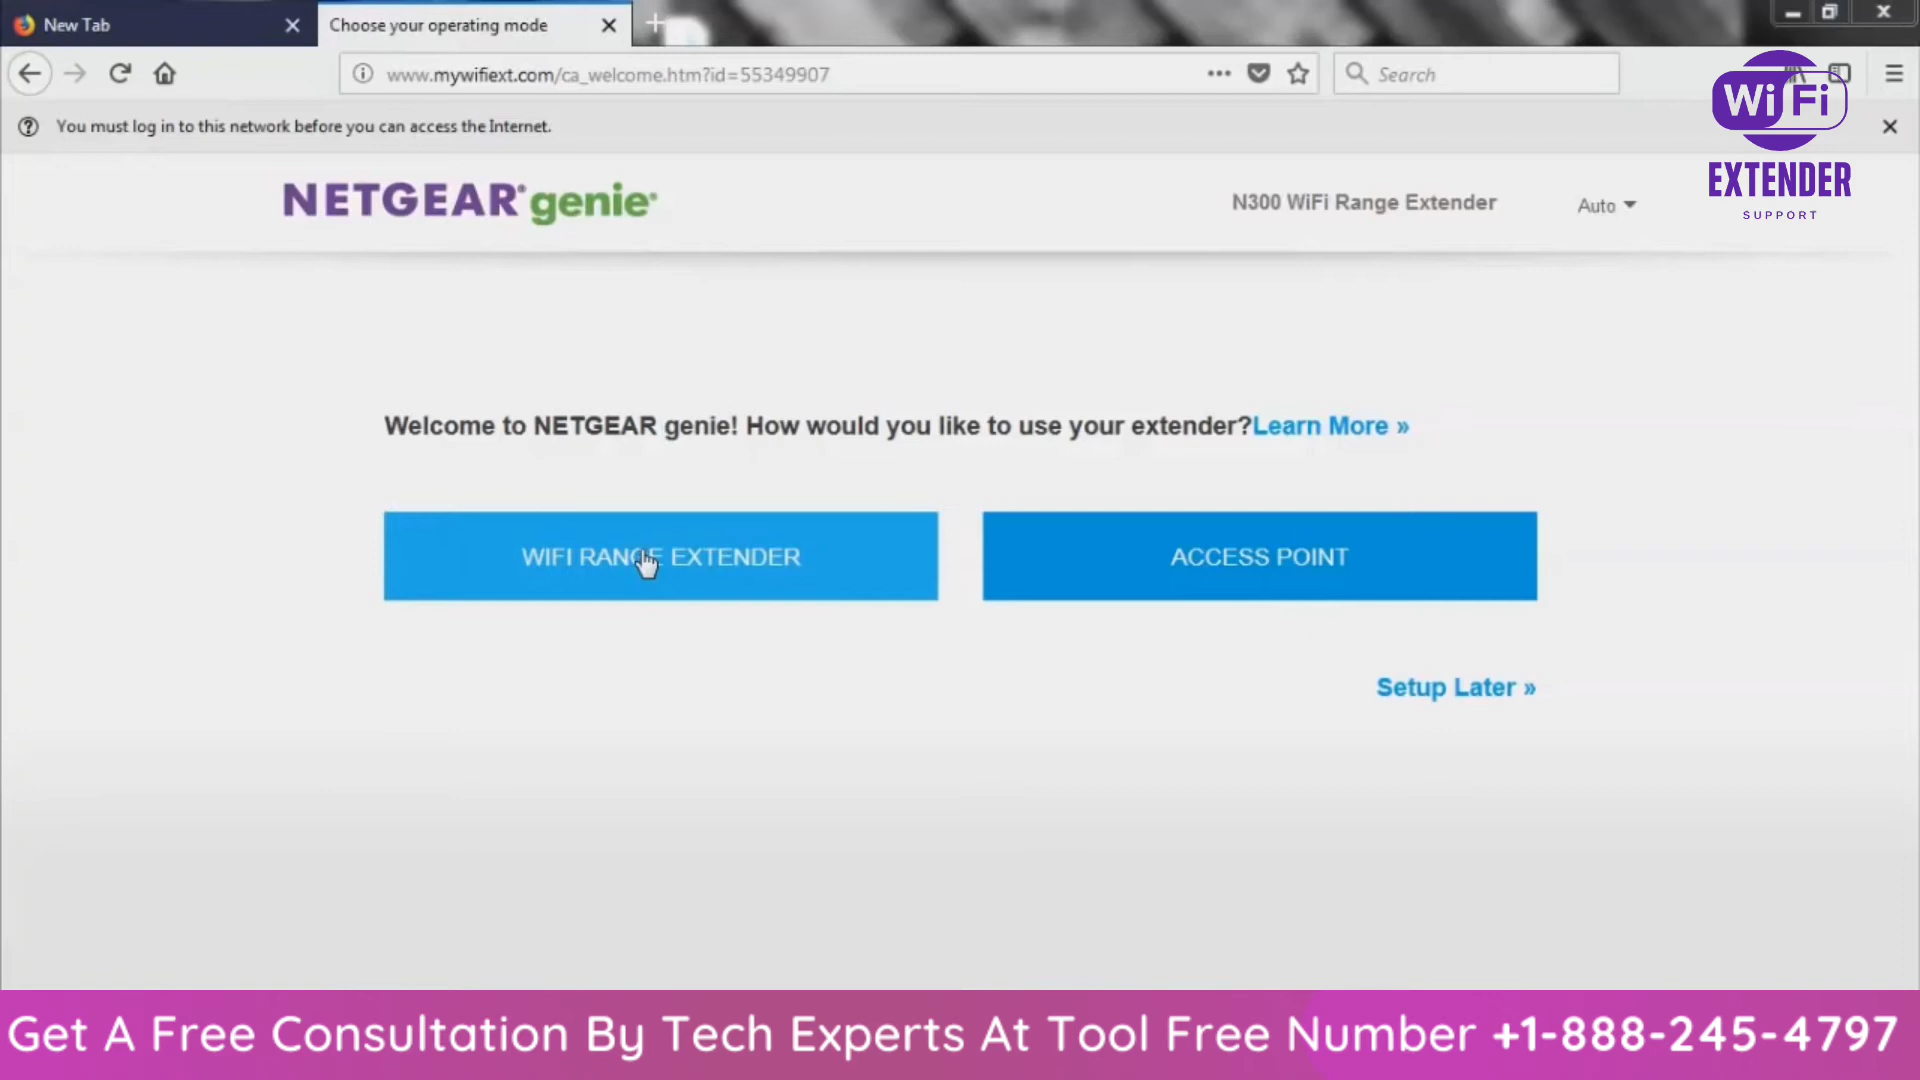 New Tab
Choose your operating mode
www.mywifiext.com/ca_welcome.htm?id=55349907
Search
You must log in to this network before you can access the Internet.
WiFi
EXTENDER
SUPPORT
NETGEAR® genie®
N300 WiFi Range Extender
Auto
Welcome to NETGEAR genie! How would you like to use your extender?Learn More »
WIFI RANGE EXTENDER
ACCESS POINT
Setup Later »
Get A Free Consultation By Tech Experts At Tool Free Number +1-888-245-4797